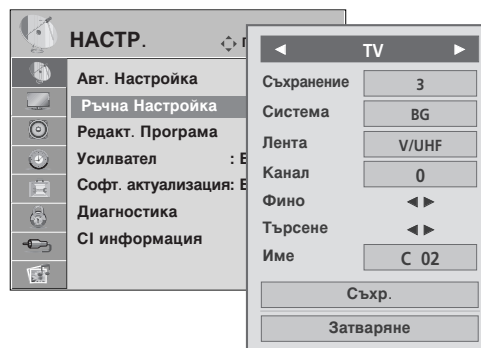 НАСТР.
Авт. Настройка
Ръчна Настройка
Редакт. Програма
Усилвател :
Софт. актуализация:
Диагностика
CI информация
TV
Съхранение 3
Система BG
Лента V/UHF
Канал 0
Фино
Търсене
Име C 02
Съхр.
Затваряне